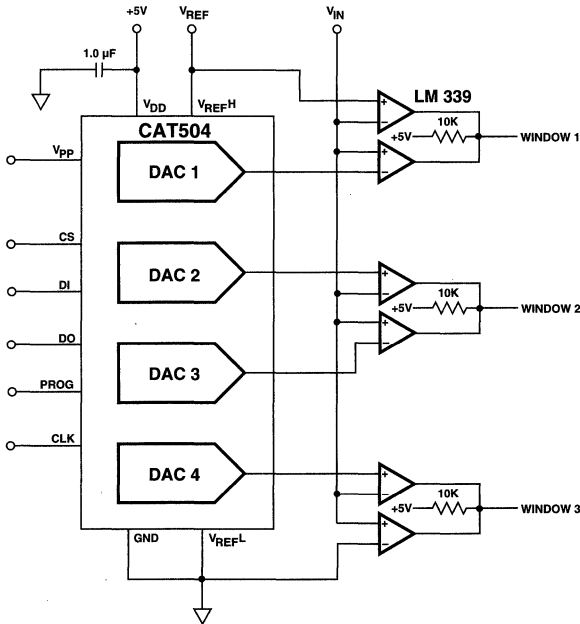 +5V VREF VIN
1.0 µF
LM 339
VDD VREFH
CAT504
+ − 10K
+5V WINDOW 1
VPP
DAC 1
+ −
CS
DAC 2
+ −
DI
10K
+5V WINDOW 2
+ −
DO
DAC 3
PROG
CLK
DAC 4
+ −
10K
+5V WINDOW 3
+ −
GND VREFL